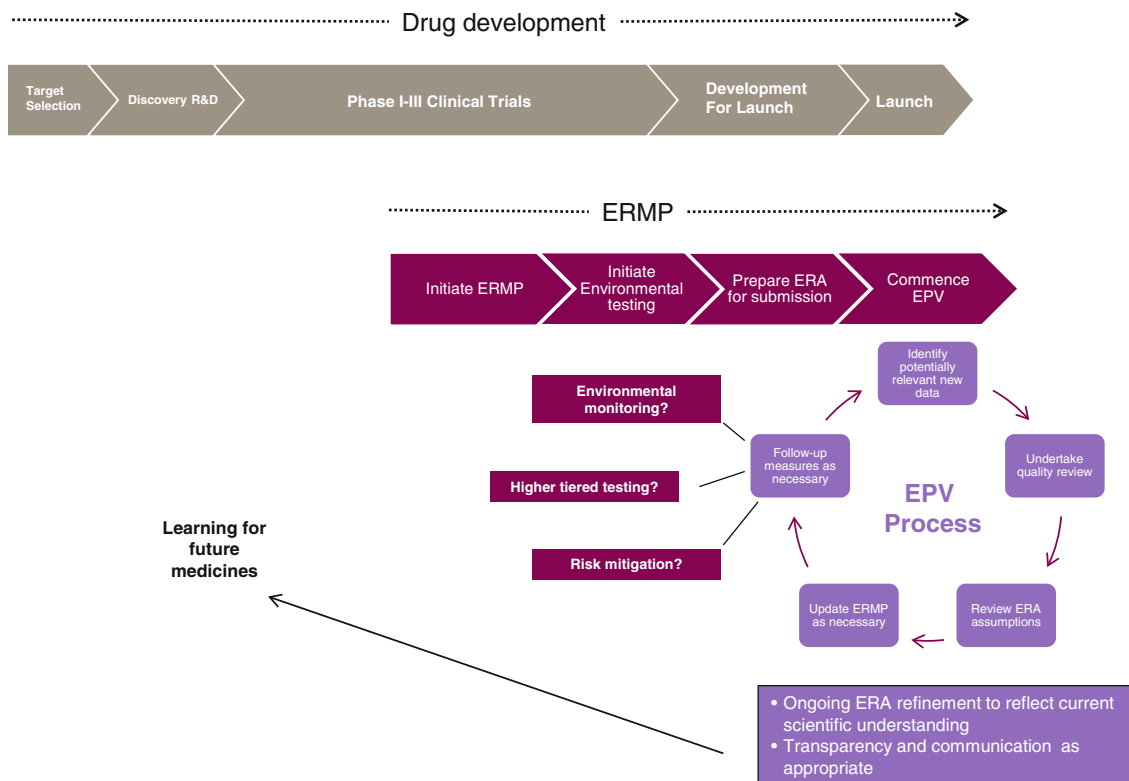 Drug development
Target
Selection
Discovery R&D
Phase I-III Clinical Trials
Development
For Launch
Launch
ERMP
Initiate ERMP
Initiate
Environmental
testing
Prepare ERA
for submission
Commence
EPV
Identify
potentially
relevant new
data
Environmental
monitoring?
Follow-up
measures as
necessary
Undertake
quality review
Higher tiered testing?
EPV
Process
Learning for
future
medicines
Risk mitigation?
Update ERMP
as necessary
Review ERA
assumptions
• Ongoing ERA refinement to reflect current
scientific understanding
• Transparency and communication as
appropriate